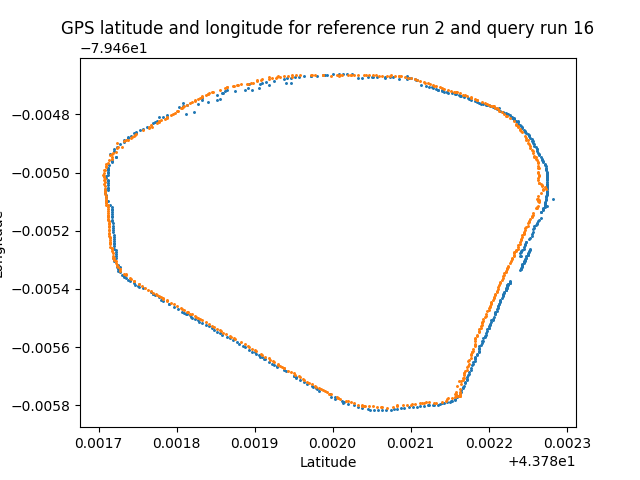 GPS latitude and longitude for reference run 2 and query run 16
−7.946e1
−0.0048
−0.0050
−0.0052
−0.0054
−0.0056
−0.0058
0.0017 0.0018 0.0019 0.0020 0.0021 0.0022 0.0023
Latitude
+4.378e1